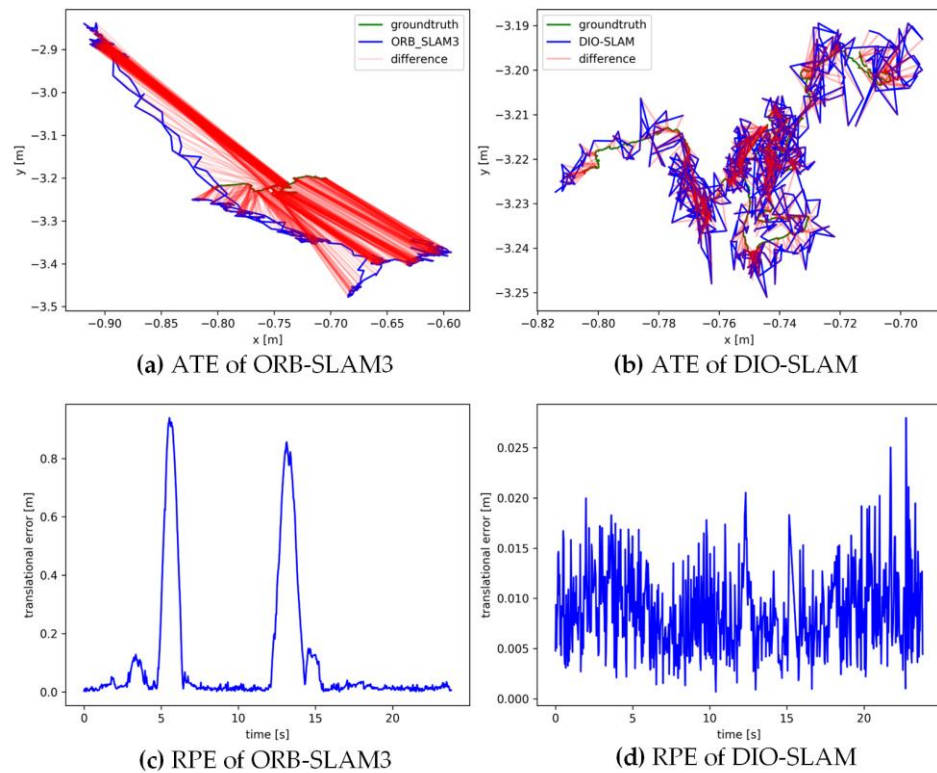 groundtruth
ORB_SLAM3
difference
−2.9
−3.0
−3.1
−3.2
−3.3
−3.4
−3.5
y [m]
−0.90
−0.85
−0.80
−0.75
−0.70
−0.65
−0.60
x [m]
(a) ATE of ORB-SLAM3
groundtruth
DIO-SLAM
difference
−3.19
−3.20
−3.21
−3.22
−3.23
−3.24
−3.25
y [m]
−0.82
−0.80
−0.78
−0.76
−0.74
−0.72
−0.70
x [m]
(b) ATE of DIO-SLAM
0.8
0.6
0.4
0.2
0.0
translational error [m]
0
5
10
15
20
time [s]
(c) RPE of ORB-SLAM3
0.025
0.020
0.015
0.010
0.005
0.000
translational error [m]
0
5
10
15
20
time [s]
(d) RPE of DIO-SLAM